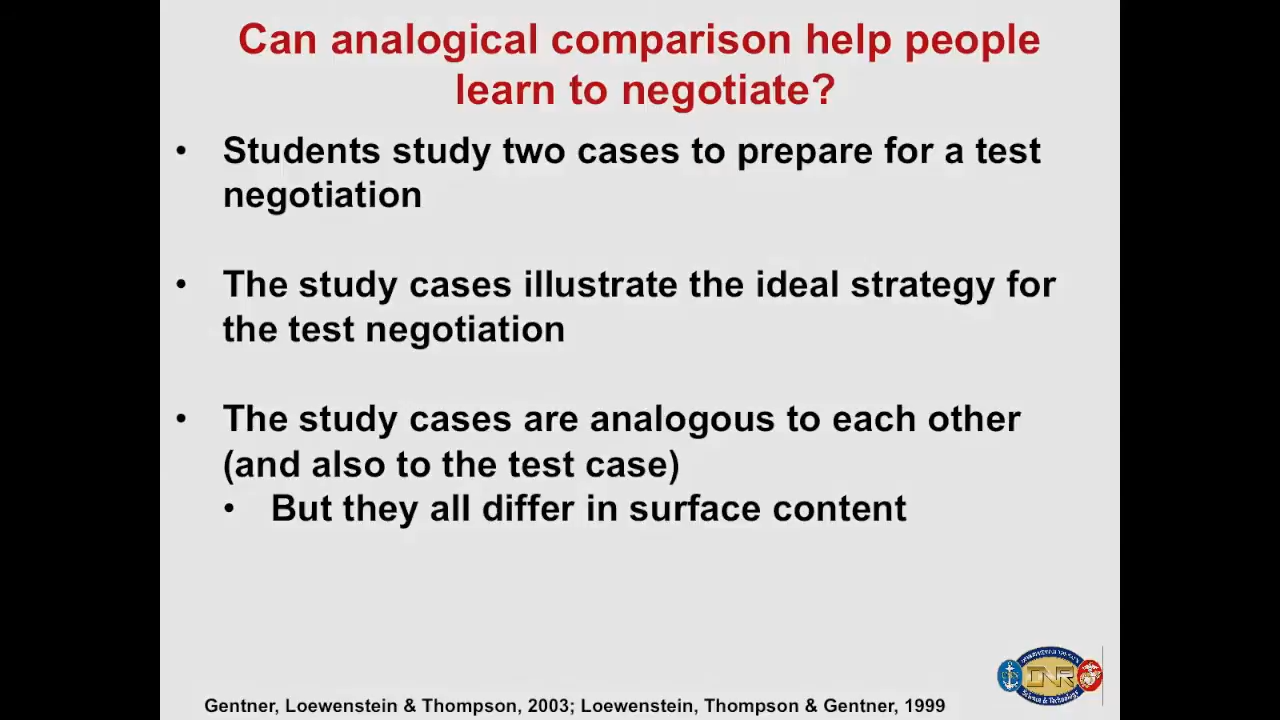 Can analogical comparison help people
learn to negotiate?
• Students study two cases to prepare for a test
negotiation
• The study cases illustrate the ideal strategy for
the test negotiation
• The study cases are analogous to each other
(and also to the test case)
• But they all differ in surface content
ONR
Science & Technology
Gentner, Loewenstein & Thompson, 2003; Loewenstein, Thompson & Gentner, 1999